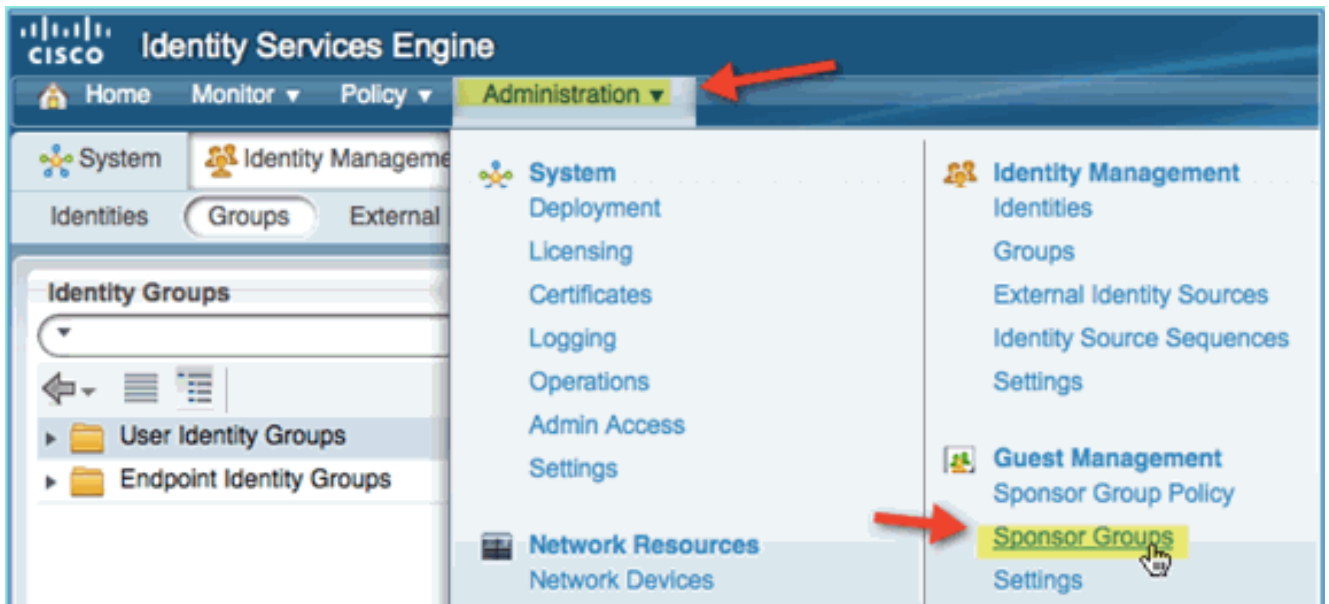 CISCO Identity Services Engine
Home Monitor Policy Administration
System Identity Manageme
Identities Groups External
Identity Groups
User Identity Groups
Endpoint Identity Groups
System
Deployment
Licensing
Certificates
Logging
Operations
Admin Access
Settings
Network Resources
Network Devices
Identity Management
Identities
Groups
External Identity Sources
Identity Source Sequences
Settings
Guest Management
Sponsor Group Policy
Sponsor Groups
Settings